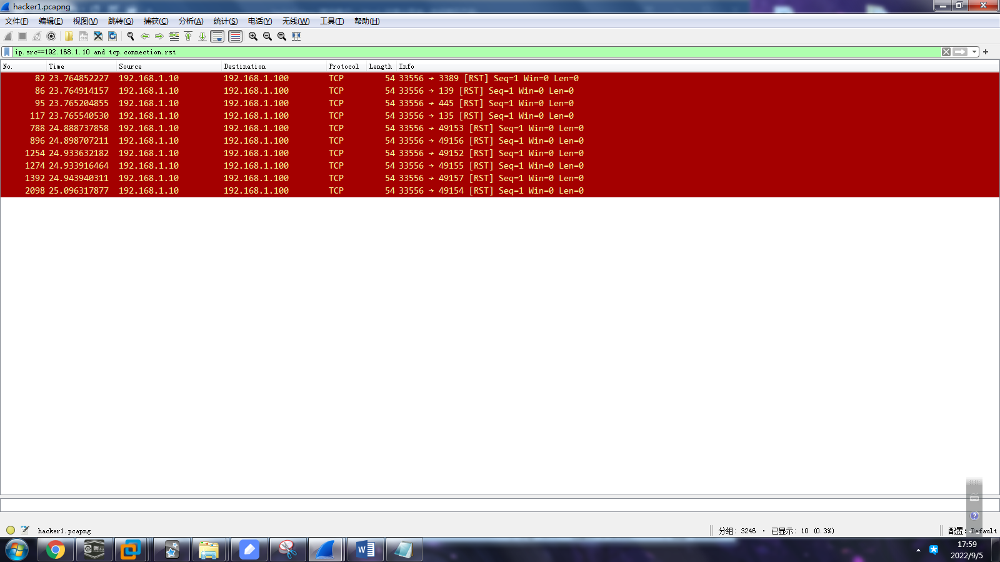 hacker1.pcapng
文件(F) 编辑(E) 视图(V) 跳转(G) 捕获(C) 分析(A) 统计(S) 电话(Y) 无线(W) 工具(T) 帮助(H)
ip.src==192.168.1.10 and tcp.connection.rst
No. Time Source Destination Protocol Length Info
82 23.764852227 192.168.1.10 192.168.1.100 TCP 54 33556 → 3389 [RST] Seq=1 Win=0 Len=0
86 23.764914157 192.168.1.10 192.168.1.100 TCP 54 33556 → 139 [RST] Seq=1 Win=0 Len=0
95 23.765204855 192.168.1.10 192.168.1.100 TCP 54 33556 → 445 [RST] Seq=1 Win=0 Len=0
117 23.765540530 192.168.1.10 192.168.1.100 TCP 54 33556 → 135 [RST] Seq=1 Win=0 Len=0
788 24.888737858 192.168.1.10 192.168.1.100 TCP 54 33556 → 49153 [RST] Seq=1 Win=0 Len=0
896 24.898707211 192.168.1.10 192.168.1.100 TCP 54 33556 → 49156 [RST] Seq=1 Win=0 Len=0
1254 24.933632182 192.168.1.10 192.168.1.100 TCP 54 33556 → 49152 [RST] Seq=1 Win=0 Len=0
1274 24.933916464 192.168.1.10 192.168.1.100 TCP 54 33556 → 49155 [RST] Seq=1 Win=0 Len=0
1392 24.943940311 192.168.1.10 192.168.1.100 TCP 54 33556 → 49157 [RST] Seq=1 Win=0 Len=0
2098 25.096317877 192.168.1.10 192.168.1.100 TCP 54 33556 → 49154 [RST] Seq=1 Win=0 Len=0
hacker1.pcapng 分组: 3246 · 已显示: 10 (0.3%) 配置: Default
17:59
2022/9/5